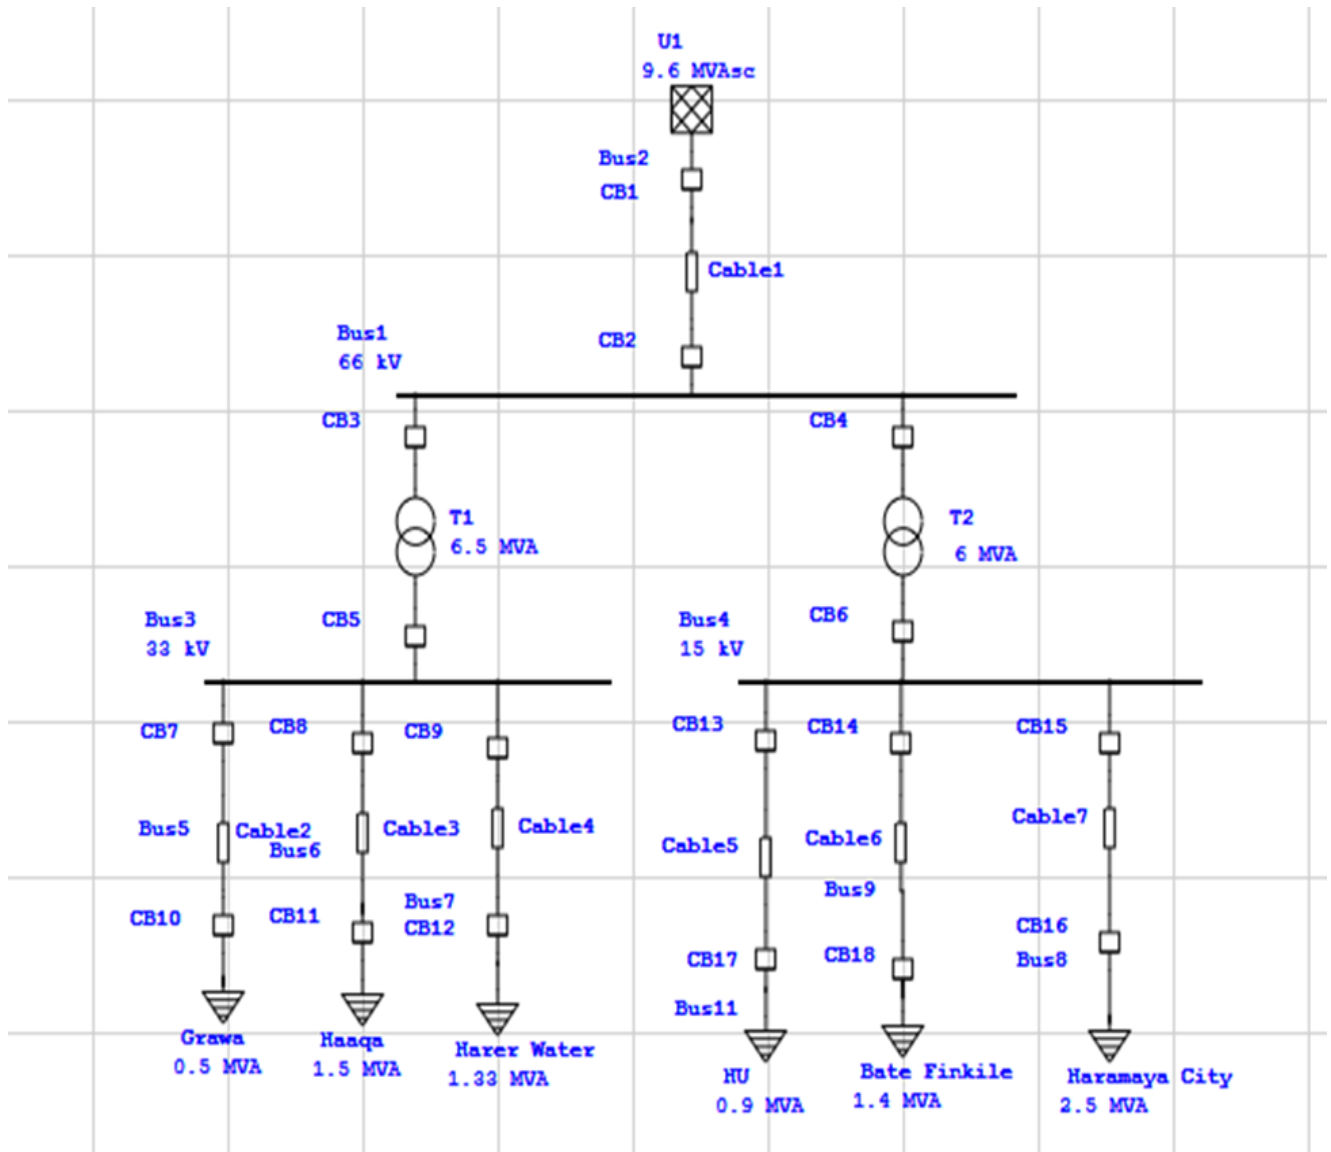 U1
9.6 MVAsc
Bus2
CB1
Cable1
CB2
Bus1
66 kV
CB3
CB4
T1
6.5 MVA
T2
6 MVA
Bus3
33 kV
CB5
Bus4
15 kV
CB6
CB7
CB8
CB9
CB13
CB14
CB15
Bus5
Cable2
Bus6
Cable3
Cable4
Cable5
Cable6
Cable7
Bus9
CB10
CB11
Bus7
CB12
CB17
CB18
CB16
Bus8
Bus11
Grawa
0.5 MVA
Haaqa
1.5 MVA
Harer Water
1.33 MVA
HU
0.9 MVA
Bate Finkile
1.4 MVA
Haramaya City
2.5 MVA